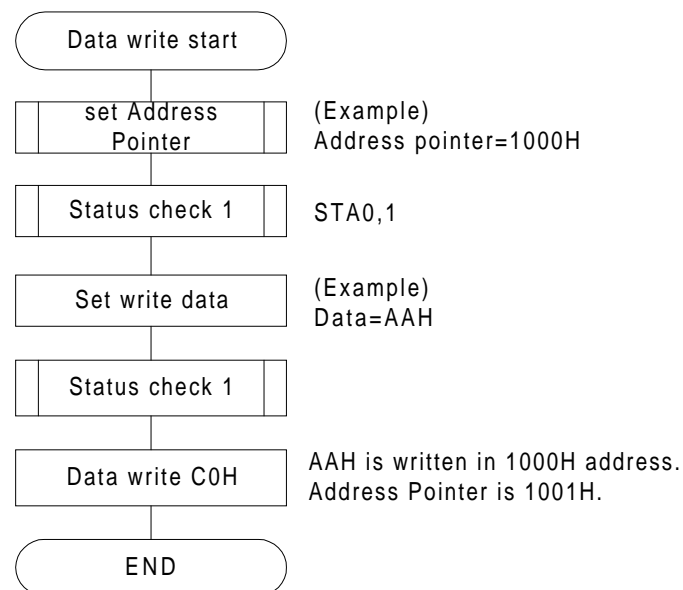 Data write start
set Address
Pointer
(Example)
Address pointer=1000H
Status check 1
STA0,1
Set write data
(Example)
Data=AAH
Status check 1
Data write C0H
AAH is written in 1000H address.
Address Pointer is 1001H.
END